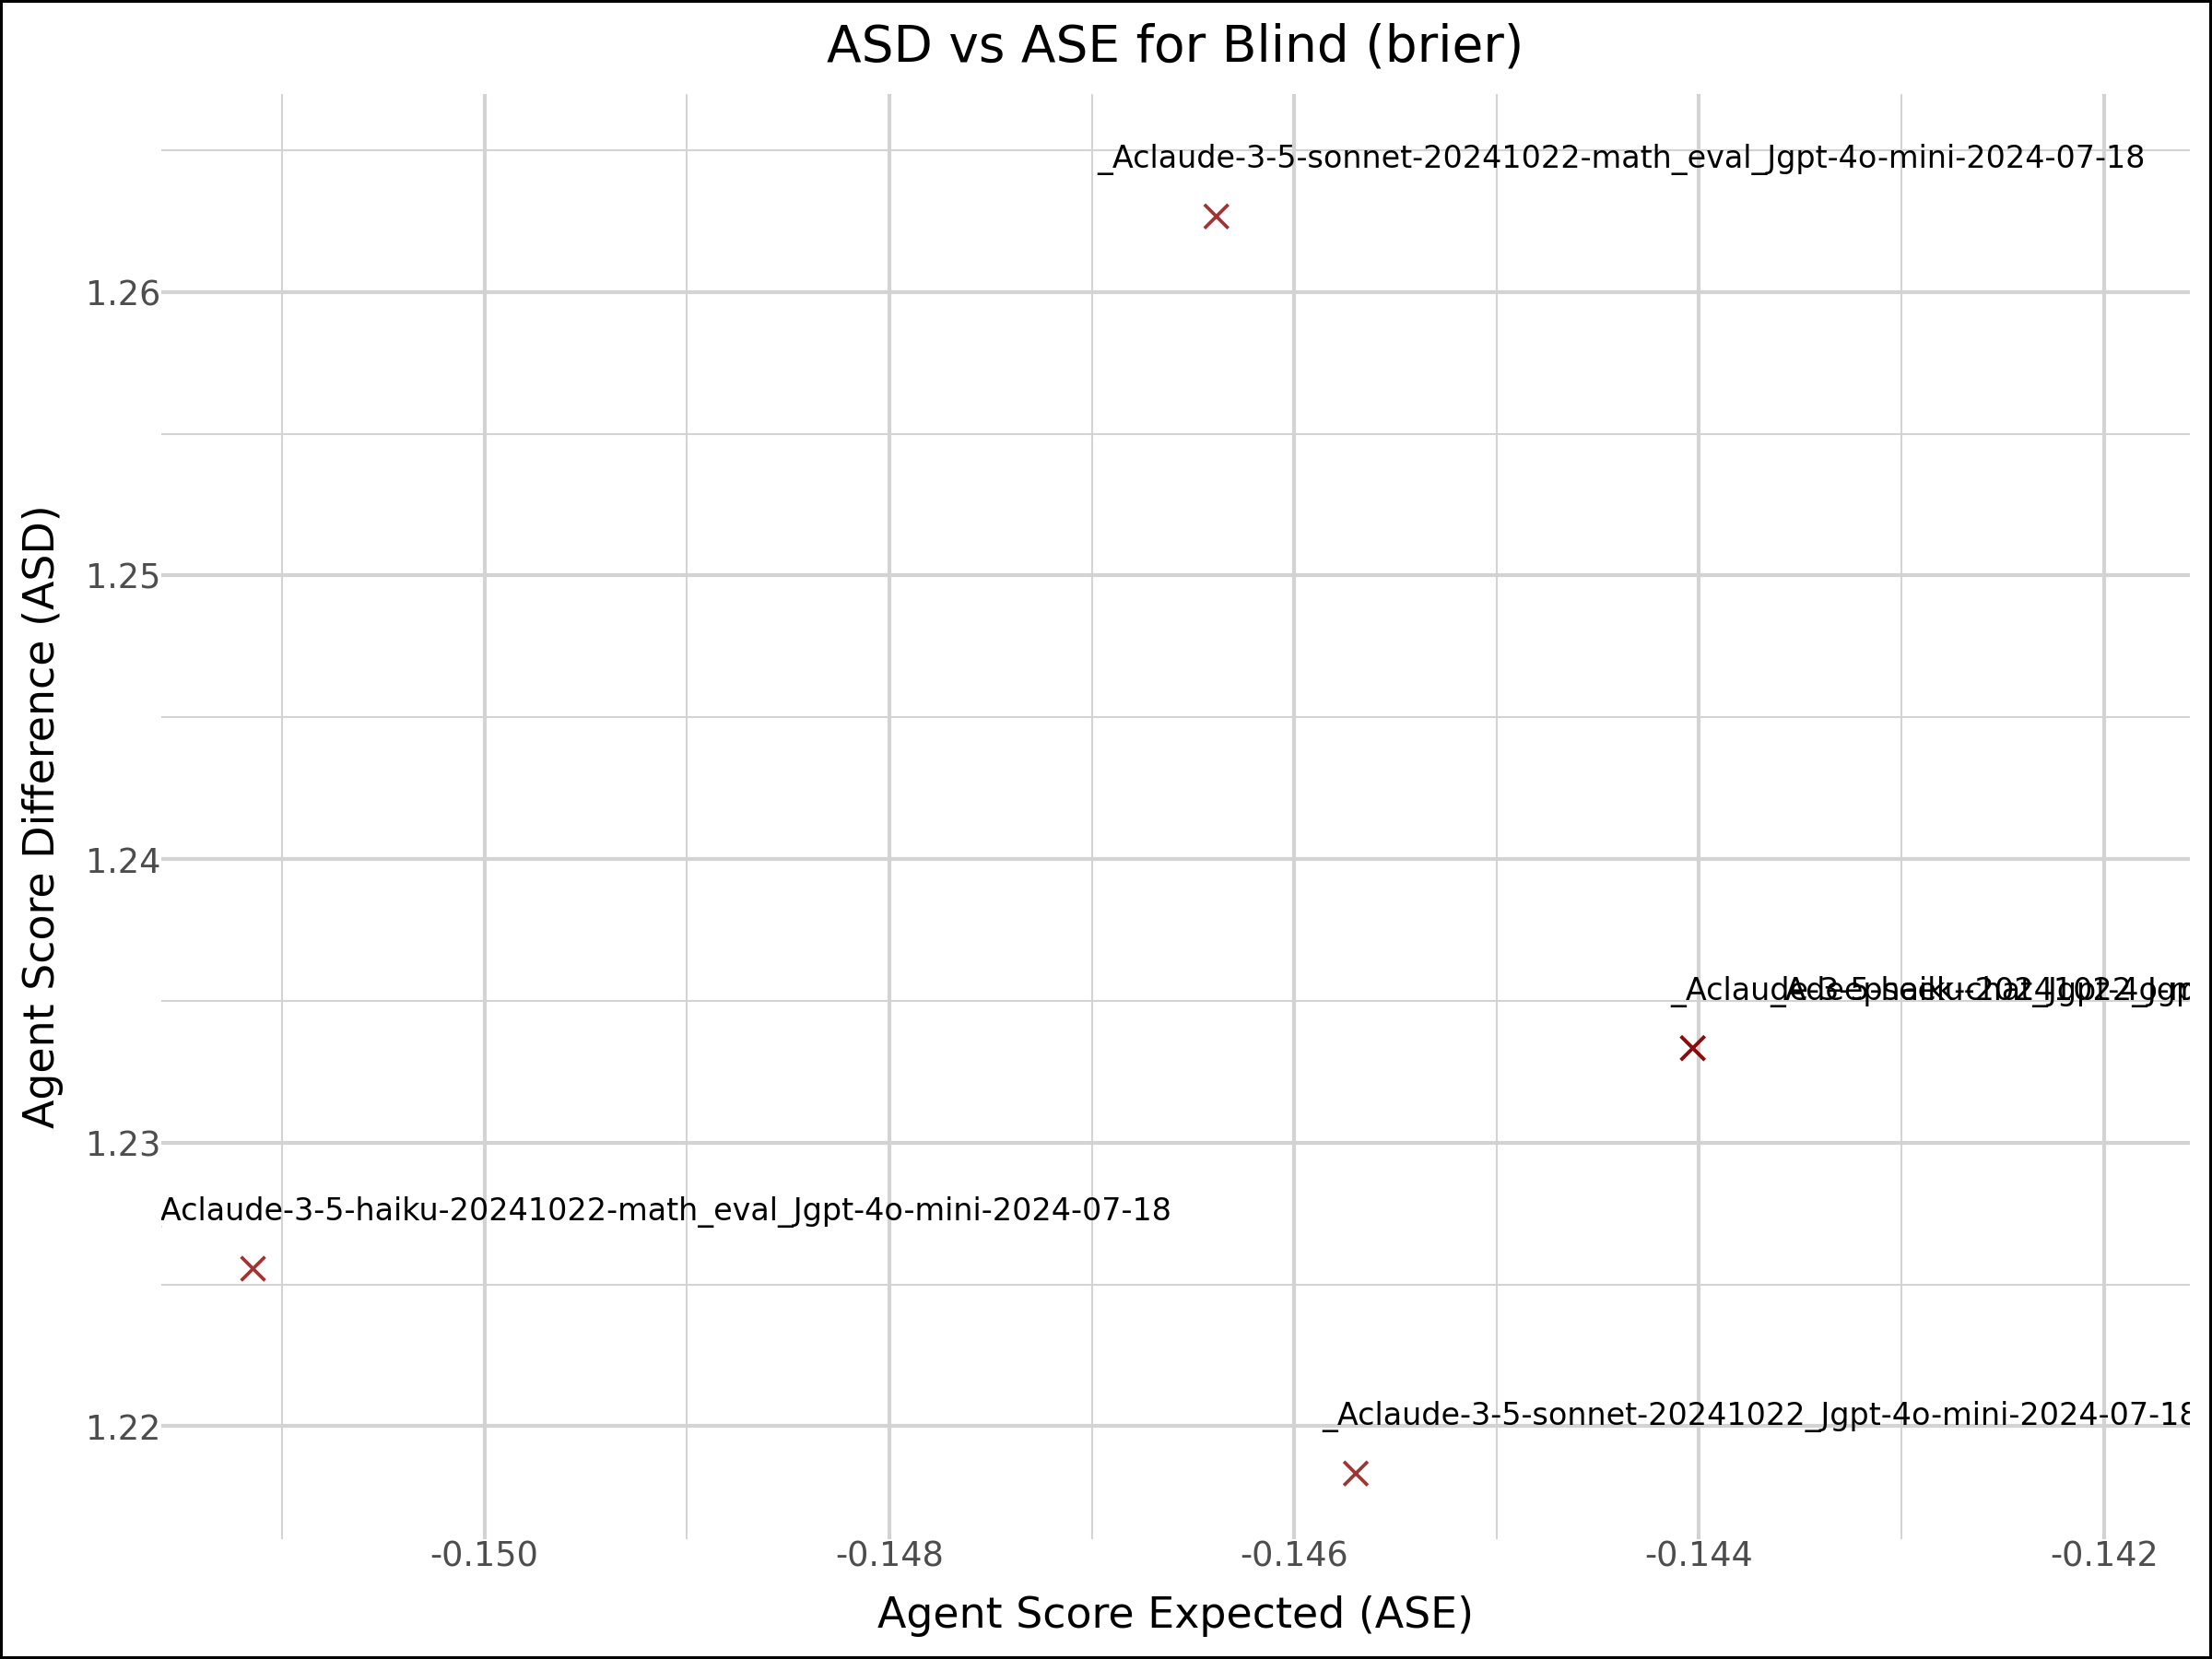 ASD vs ASE for Blind (brier)
_Aclaude-3-5-sonnet-20241022-math_eval_Jgpt-4o-mini-2024-07-18
1.26
1.25
Agent Score Difference (ASD)
1.24
_Aclaude-3-5-haiku-20241022
_Adeepseek-chat_Jgpt-4o-m
1.23
Aclaude-3-5-haiku-20241022-math_eval_Jgpt-4o-mini-2024-07-18
_Aclaude-3-5-sonnet-20241022_Jgpt-4o-mini-2024-07-18
1.22
-0.150
-0.148
-0.146
-0.144
-0.142
Agent Score Expected (ASE)